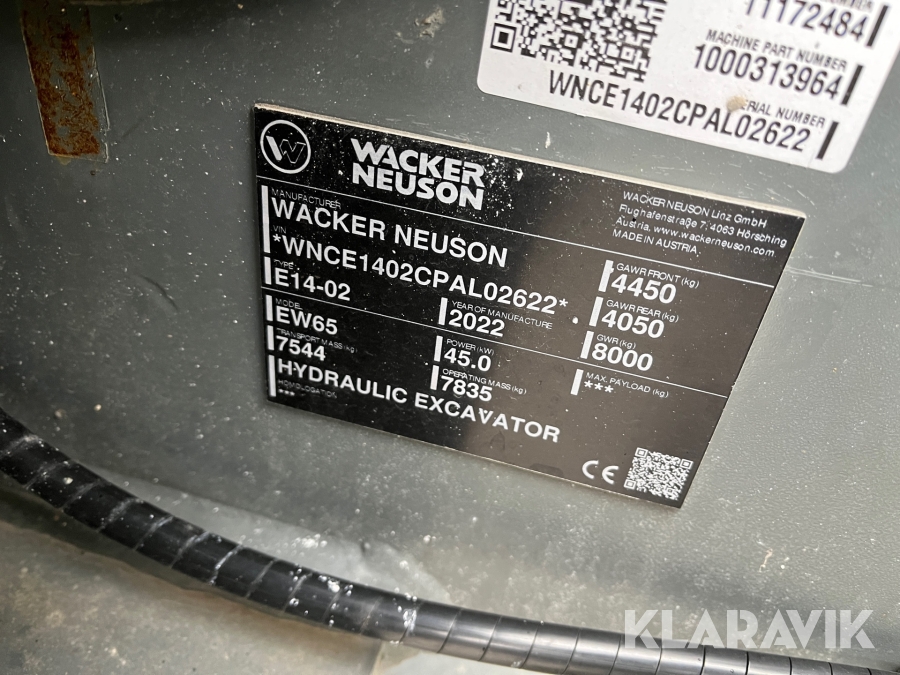 11172484
MACHINE PART NUMBER
1000313964
SERIAL NUMBER
WNCE1402CPAL02622
WACKER
NEUSON
WACKER NEUSON Linz GmbH
Flughafenstraße 7, 4063 Hörsching
Austria, www.wackerneuson.com
MADE IN AUSTRIA
MANUFACTURER
WACKER NEUSON
VIN
*WNCE1402CPAL02622*
TYPE
E14-02
MODEL
EW65
YEAR OF MANUFACTURE
2022
TRANSPORT MASS (kg)
7544
POWER (kW)
45.0
OPERATING MASS (kg)
7835
GAWR FRONT (kg)
4450
GAWR REAR (kg)
4050
GWR (kg)
8000
MAX. PAYLOAD (kg)
***
HYDRAULIC EXCAVATOR
HOMOLOGATION
***
CE
KLARAVIK